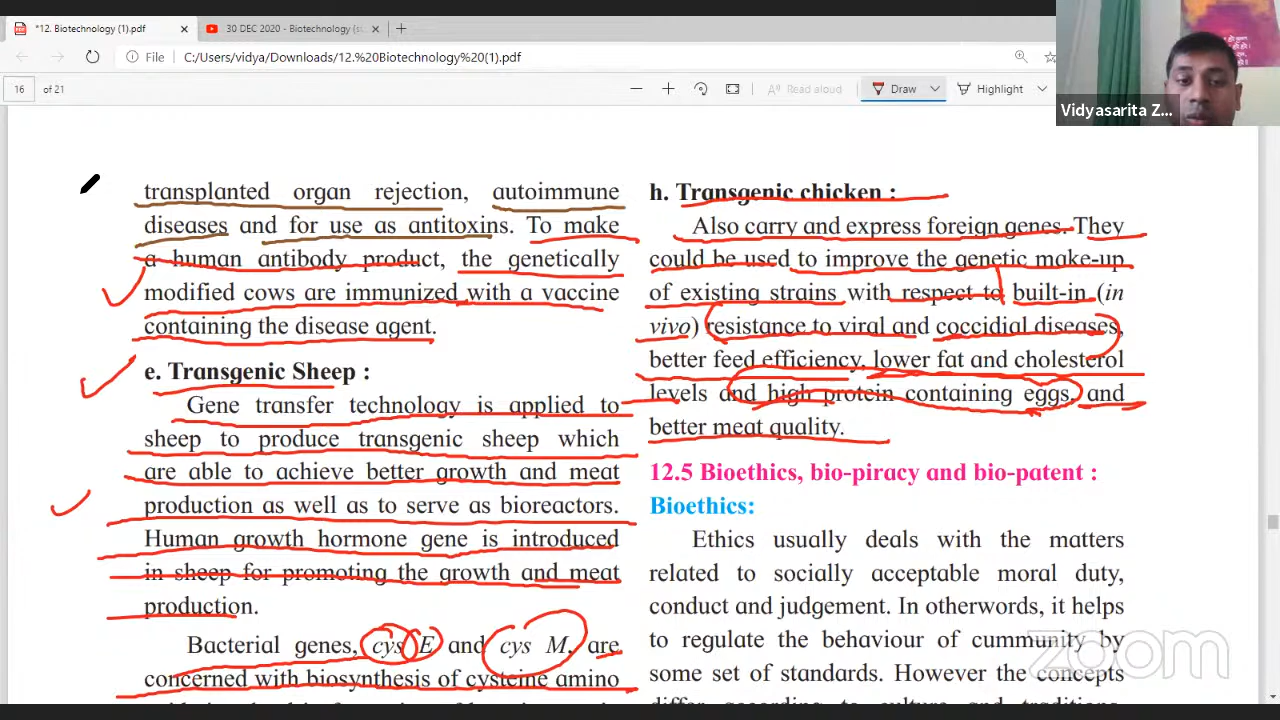 *12. Biotechnology (1).pdf
30 DEC 2020 - Biotechnology (s
File
C:/Users/vidya/Downloads/12.%20Biotechnology%20(1).pdf
16 of 21
Read aloud
Draw
Highlight
Vidyasarita Z...
transplanted organ rejection, autoimmune
diseases and for use as antitoxins. To make
a human antibody product, the genetically
modified cows are immunized with a vaccine
containing the disease agent.
e. Transgenic Sheep :
Gene transfer technology is applied to
sheep to produce transgenic sheep which
are able to achieve better growth and meat
production as well as to serve as bioreactors.
Human growth hormone gene is introduced
in sheep for promoting the growth and meat
production.
Bacterial genes, cys E and cys M, are
concerned with biosynthesis of cysteine amino
h. Transgenic chicken :
Also carry and express foreign genes. They
could be used to improve the genetic make-up
of existing strains with respect to built-in (in
vivo) resistance to viral and coccidial diseases,
better feed efficiency, lower fat and cholesterol
levels and high protein containing eggs, and
better meat quality.
12.5 Bioethics, bio-piracy and bio-patent :
Bioethics:
Ethics usually deals with the matters
related to socially acceptable moral duty,
conduct and judgement. In otherwords, it helps
to regulate the behaviour of cummunity by
some set of standards. However the concepts
differ according to culture and traditions.
zoom